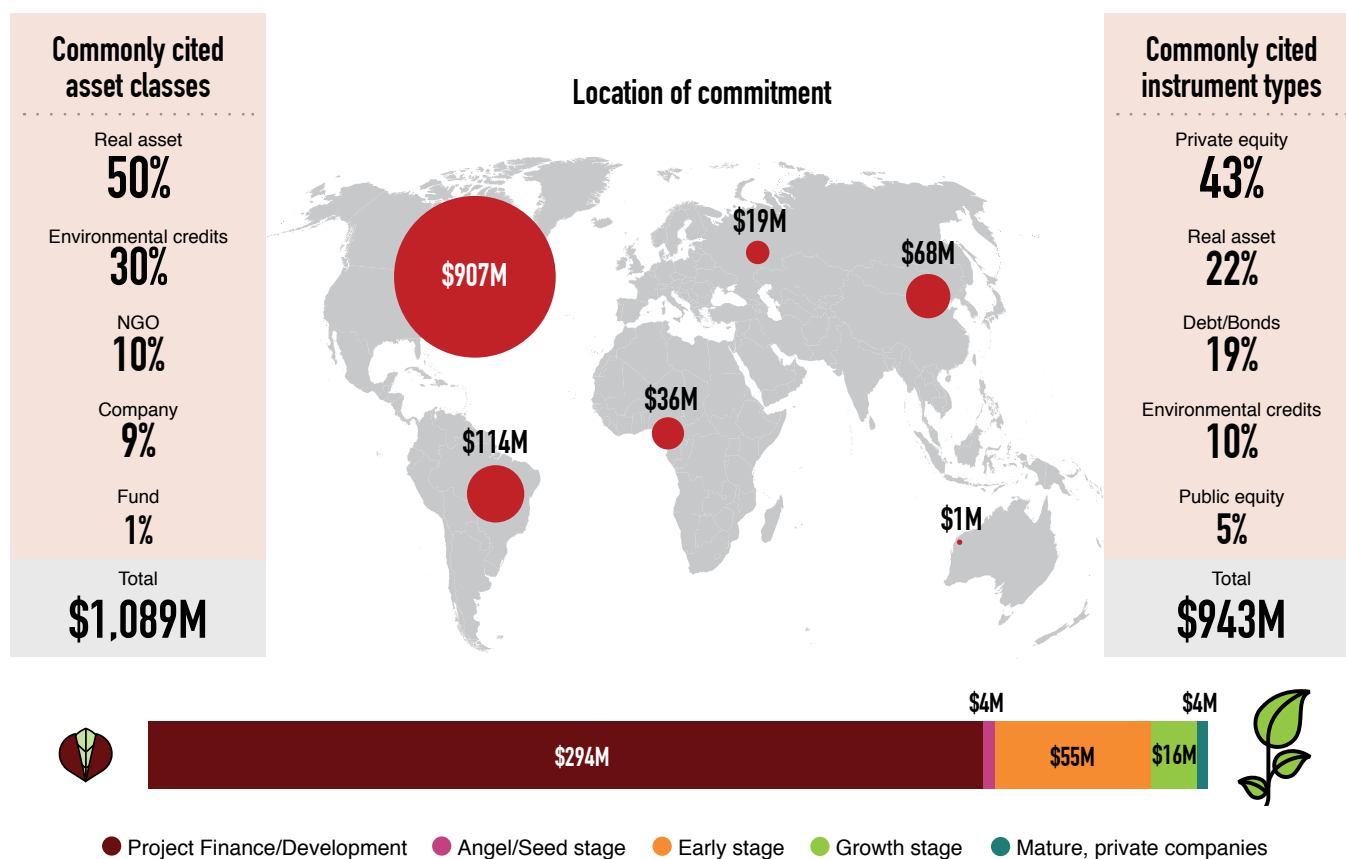 Commonly cited
asset classes
Real asset
50%
Environmental credits
30%
NGO
10%
Company
9%
Fund
1%
Total
$1,089M
Location of commitment
$907M
$19M
$68M
$36M
$114M
$1M
Commonly cited
instrument types
Private equity
43%
Real asset
22%
Debt/Bonds
19%
Environmental credits
10%
Public equity
5%
Total
$943M
$4M
$4M
$294M
$55M
$16M
Project Finance/Development
Angel/Seed stage
Early stage
Growth stage
Mature, private companies